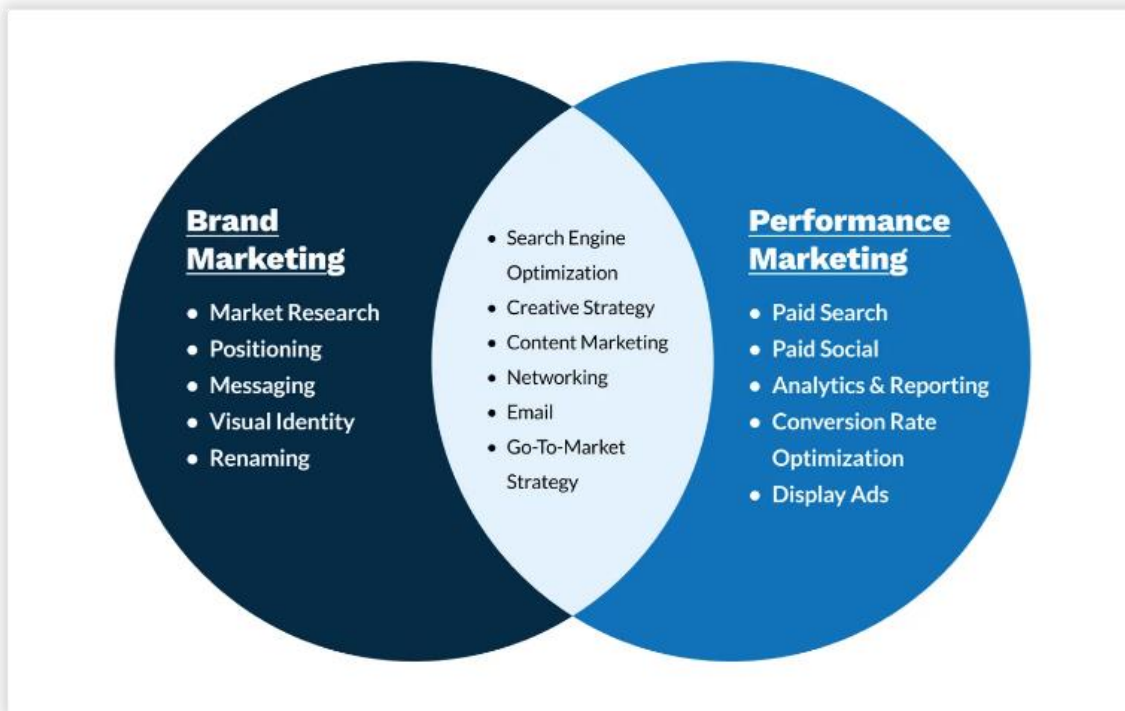 Brand
Marketing
• Market Research
• Positioning
• Messaging
• Visual Identity
• Renaming
• Search Engine
Optimization
• Creative Strategy
• Content Marketing
• Networking
• Email
• Go-To-Market
Strategy
Performance
Marketing
• Paid Search
• Paid Social
• Analytics & Reporting
• Conversion Rate
Optimization
• Display Ads